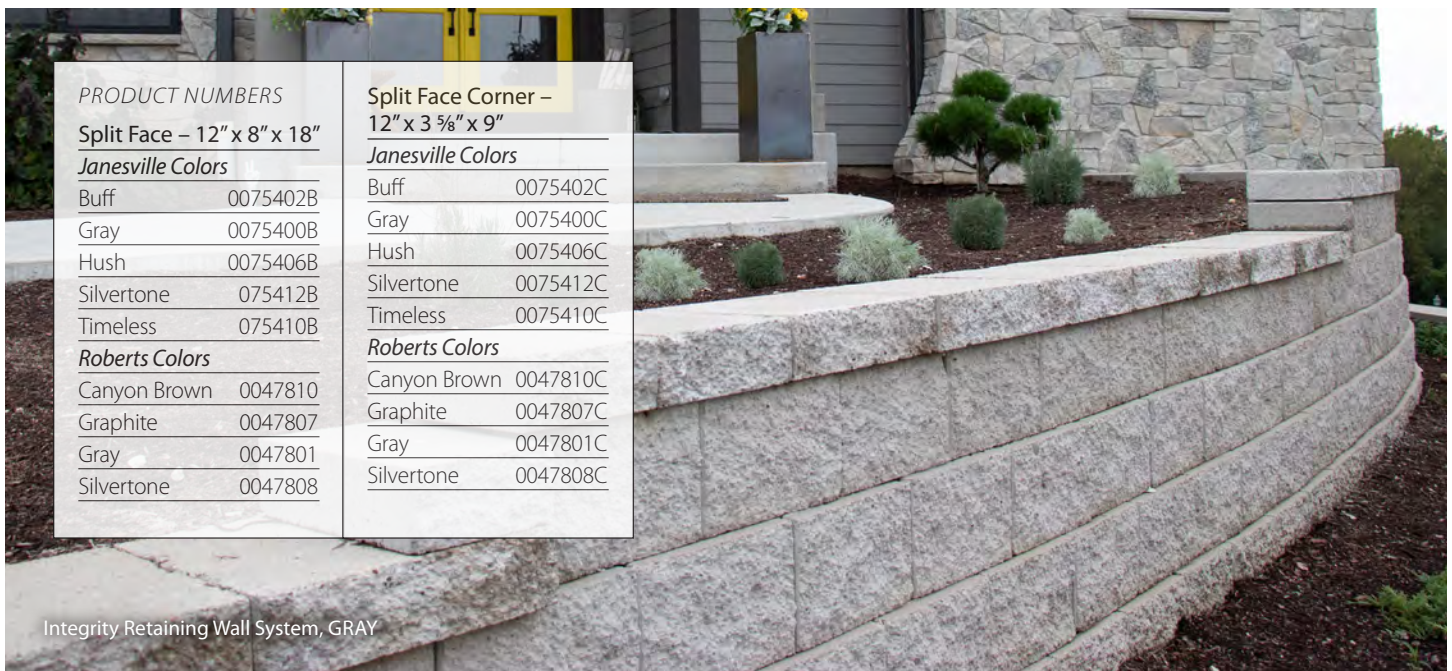 PRODUCT NUMBERS
Split Face – 12” x 8” x 18”
Janesville Colors
Buff 0075402B
Gray 0075400B
Hush 0075406B
Silvertone 075412B
Timeless 075410B
Roberts Colors
Canyon Brown 0047810
Graphite 0047807
Gray 0047801
Silvertone 0047808
Split Face Corner –
12” x 3 ⅝” x 9”
Janesville Colors
Buff 0075402C
Gray 0075400C
Hush 0075406C
Silvertone 0075412C
Timeless 0075410C
Roberts Colors
Canyon Brown 0047810C
Graphite 0047807C
Gray 0047801C
Silvertone 0047808C
Integrity Retaining Wall System, GRAY